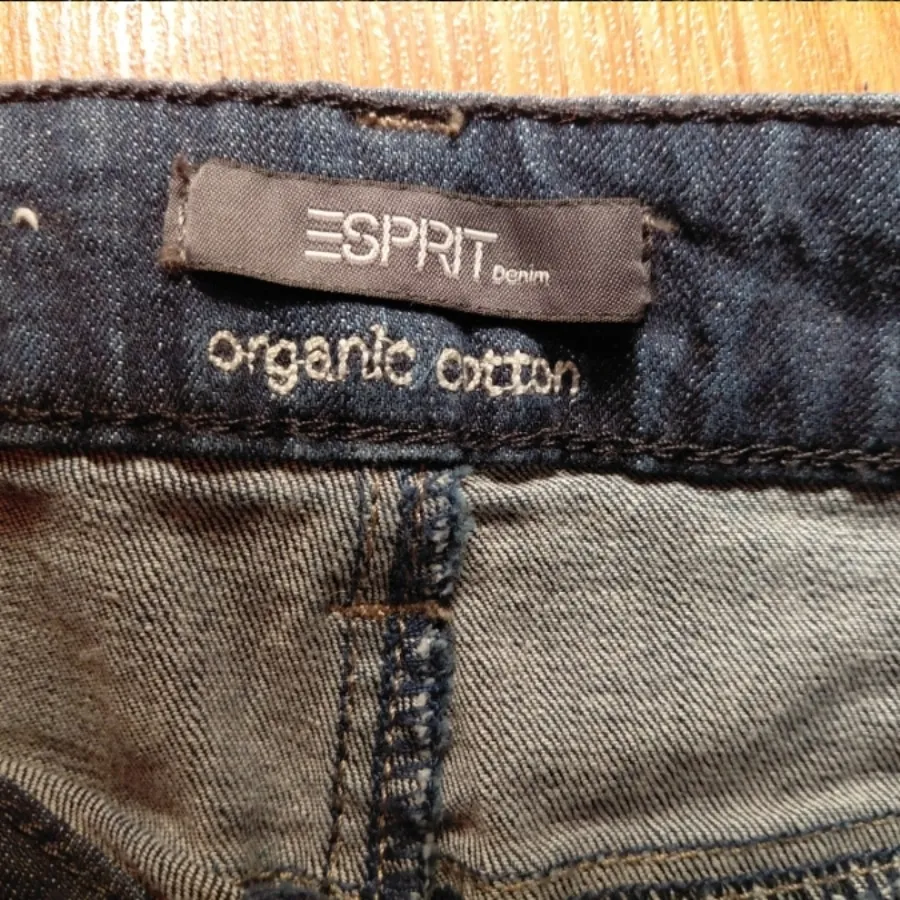 ESPRIT Denim
organic cotton